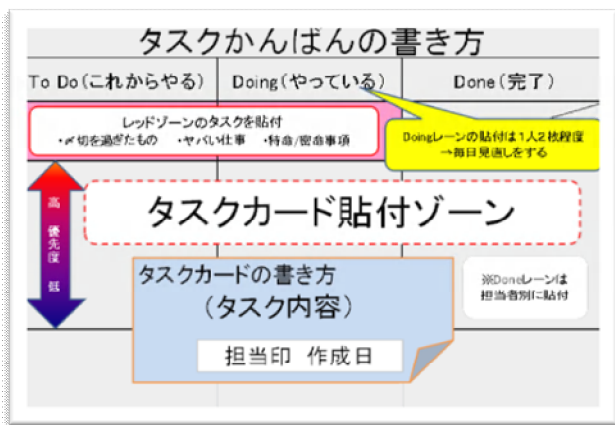 タスクかんばんの書き方
To Do(これからやる)
Doing(やっている)
Done(完了)
レッドゾーンのタスクを貼付
・〆切を過ぎたもの ・ヤバい仕事 ・特命/密命事項
Doingレーンの貼付は1人2枚程度
→毎日見直しをする
高 優先度 低
タスクカード貼付ゾーン
タスクカードの書き方
(タスク内容)
担当印 作成日
※Doneレーンは
担当者別に貼付